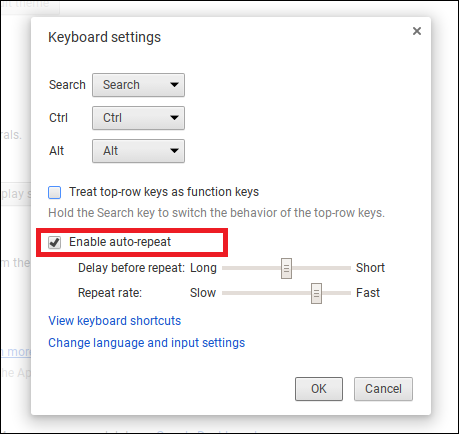 Keyboard settings
×
Search Search
Ctrl Ctrl
Alt Alt
Treat top-row keys as function keys
Hold the Search key to switch the behavior of the top-row keys.
Enable auto-repeat
Delay before repeat: Long Short
Repeat rate: Slow Fast
View keyboard shortcuts
Change language and input settings
OK Cancel